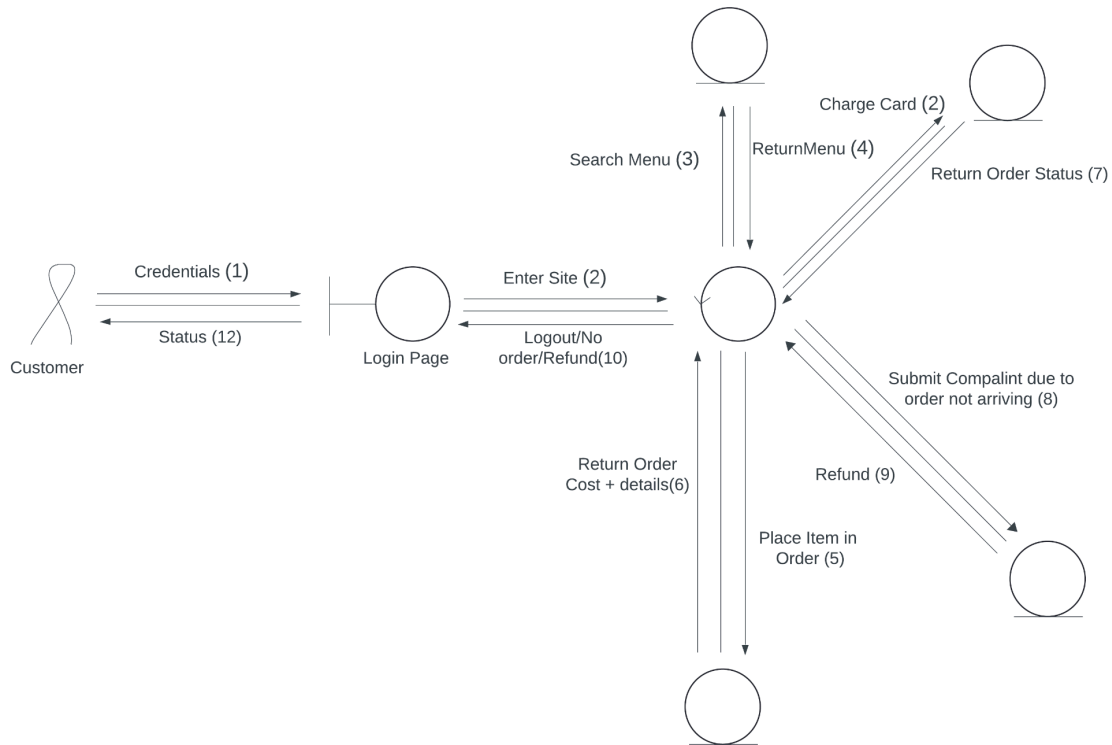 Charge Card (2)
ReturnMenu (4)
Search Menu (3)
Return Order Status (7)
Credentials (1)
Enter Site (2)
Status (12)
Logout/No
order/Refund(10)
Login Page
Customer
Submit Compalint due to
order not arriving (8)
Return Order
Cost + details(6)
Refund (9)
Place Item in
Order (5)